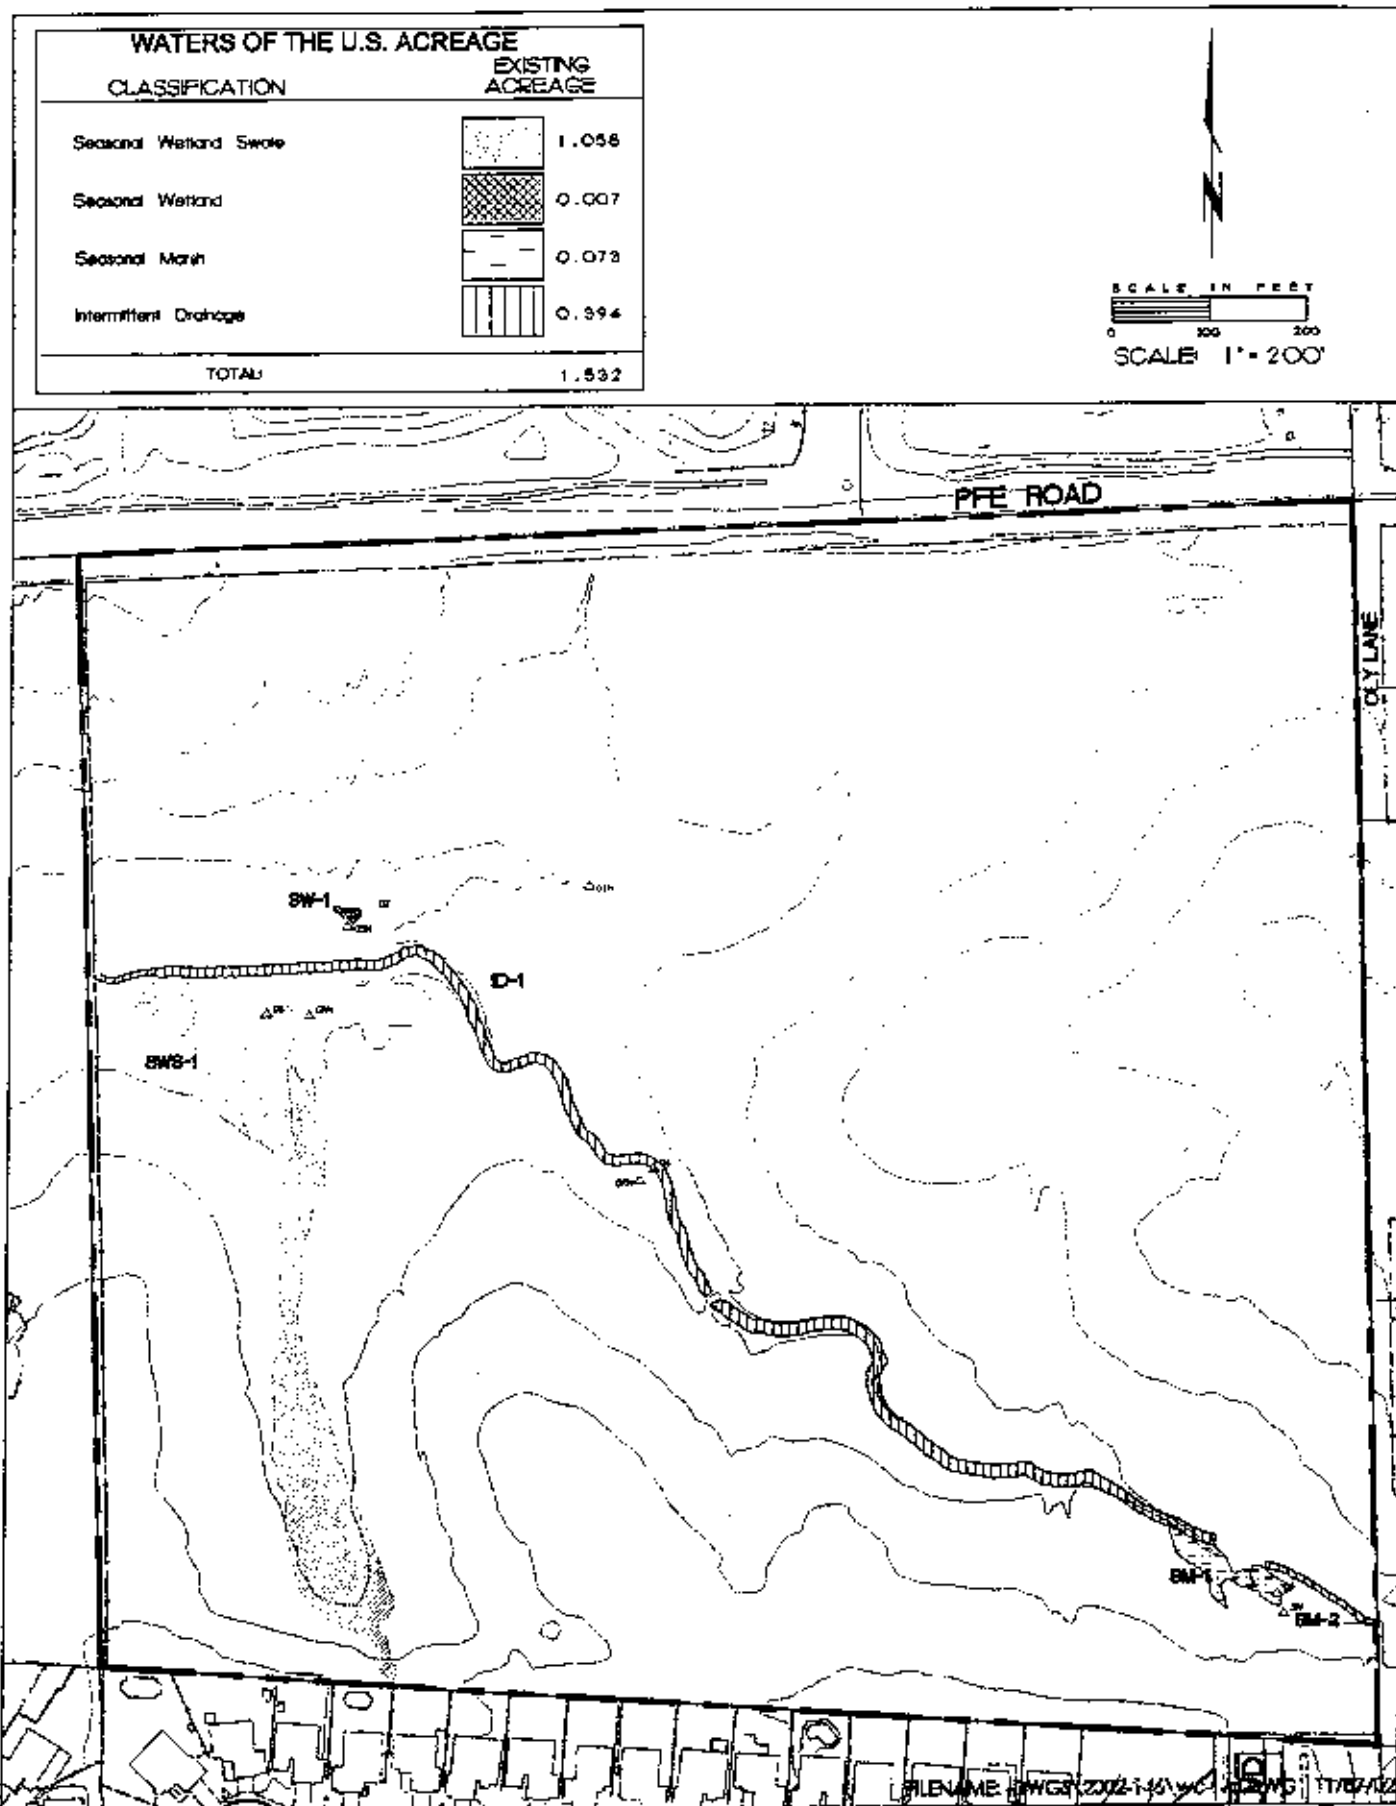 WATERS OF THE U.S. ACREAGE
CLASSIFICATION
EXISTING
ACREAGE
Seasonal Wetland Swale 1.058
Seasonal Wetland 0.007
Seasonal Marsh 0.073
Intermittent Drainage 0.394
TOTAL: 1.532
N
SCALE IN FEET
0 100 200
SCALE: 1"=200'
PFE ROAD
SW-1
ID-1
SWS-1
SM-1
SM-2
FILENAME: